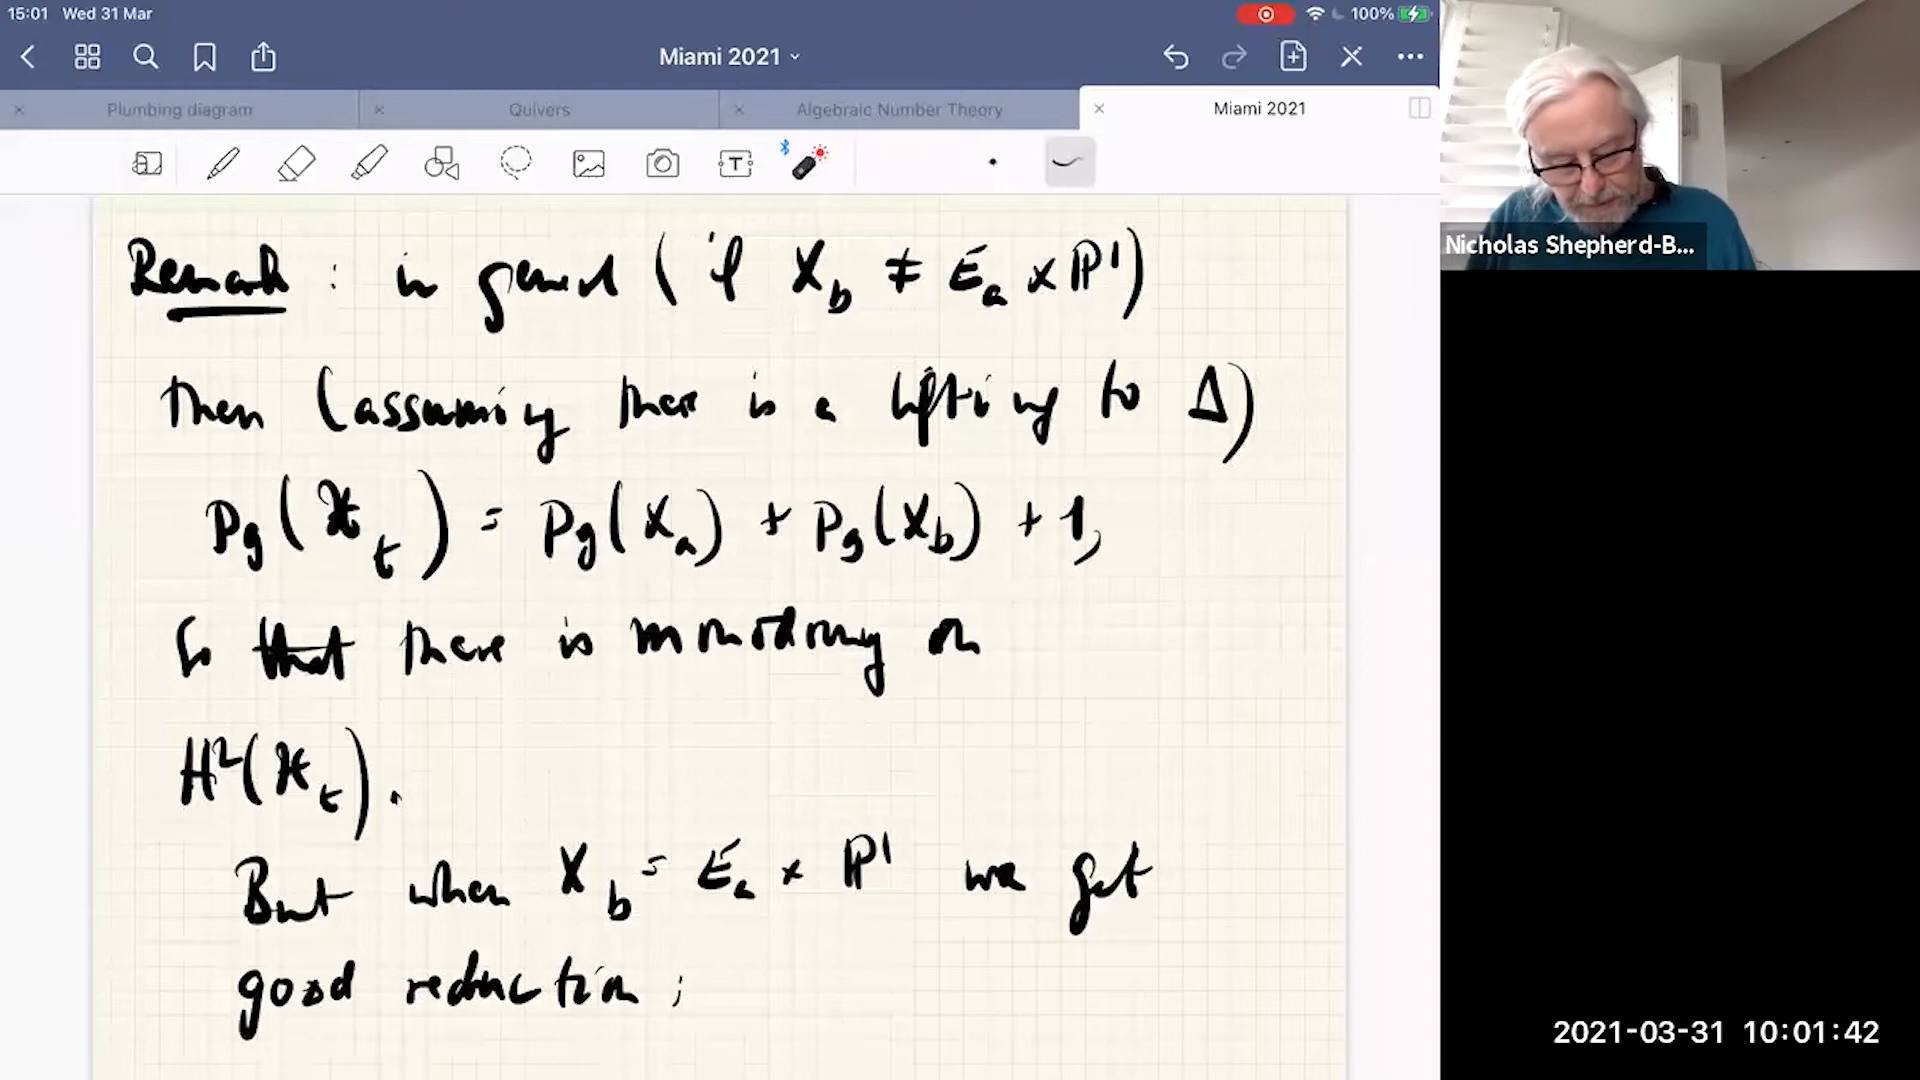 15:01 Wed 31 Mar
100%
Miami 2021
Plumbing diagram
Quivers
Algebraic Number Theory
Miami 2021
T
Nicholas Shepherd-B...
Remark : in general ( if X_b ≠ E_a × ℙ¹)
then (assuming there is a lifting to Δ)
Pg(𝒳_t) = Pg(X_a) + Pg(X_b) + 1,
So that there is monodromy on
H²(𝒳_t).
But when X_b = E_a × ℙ¹ we get
good reduction ;
2021-03-31 10:01:42